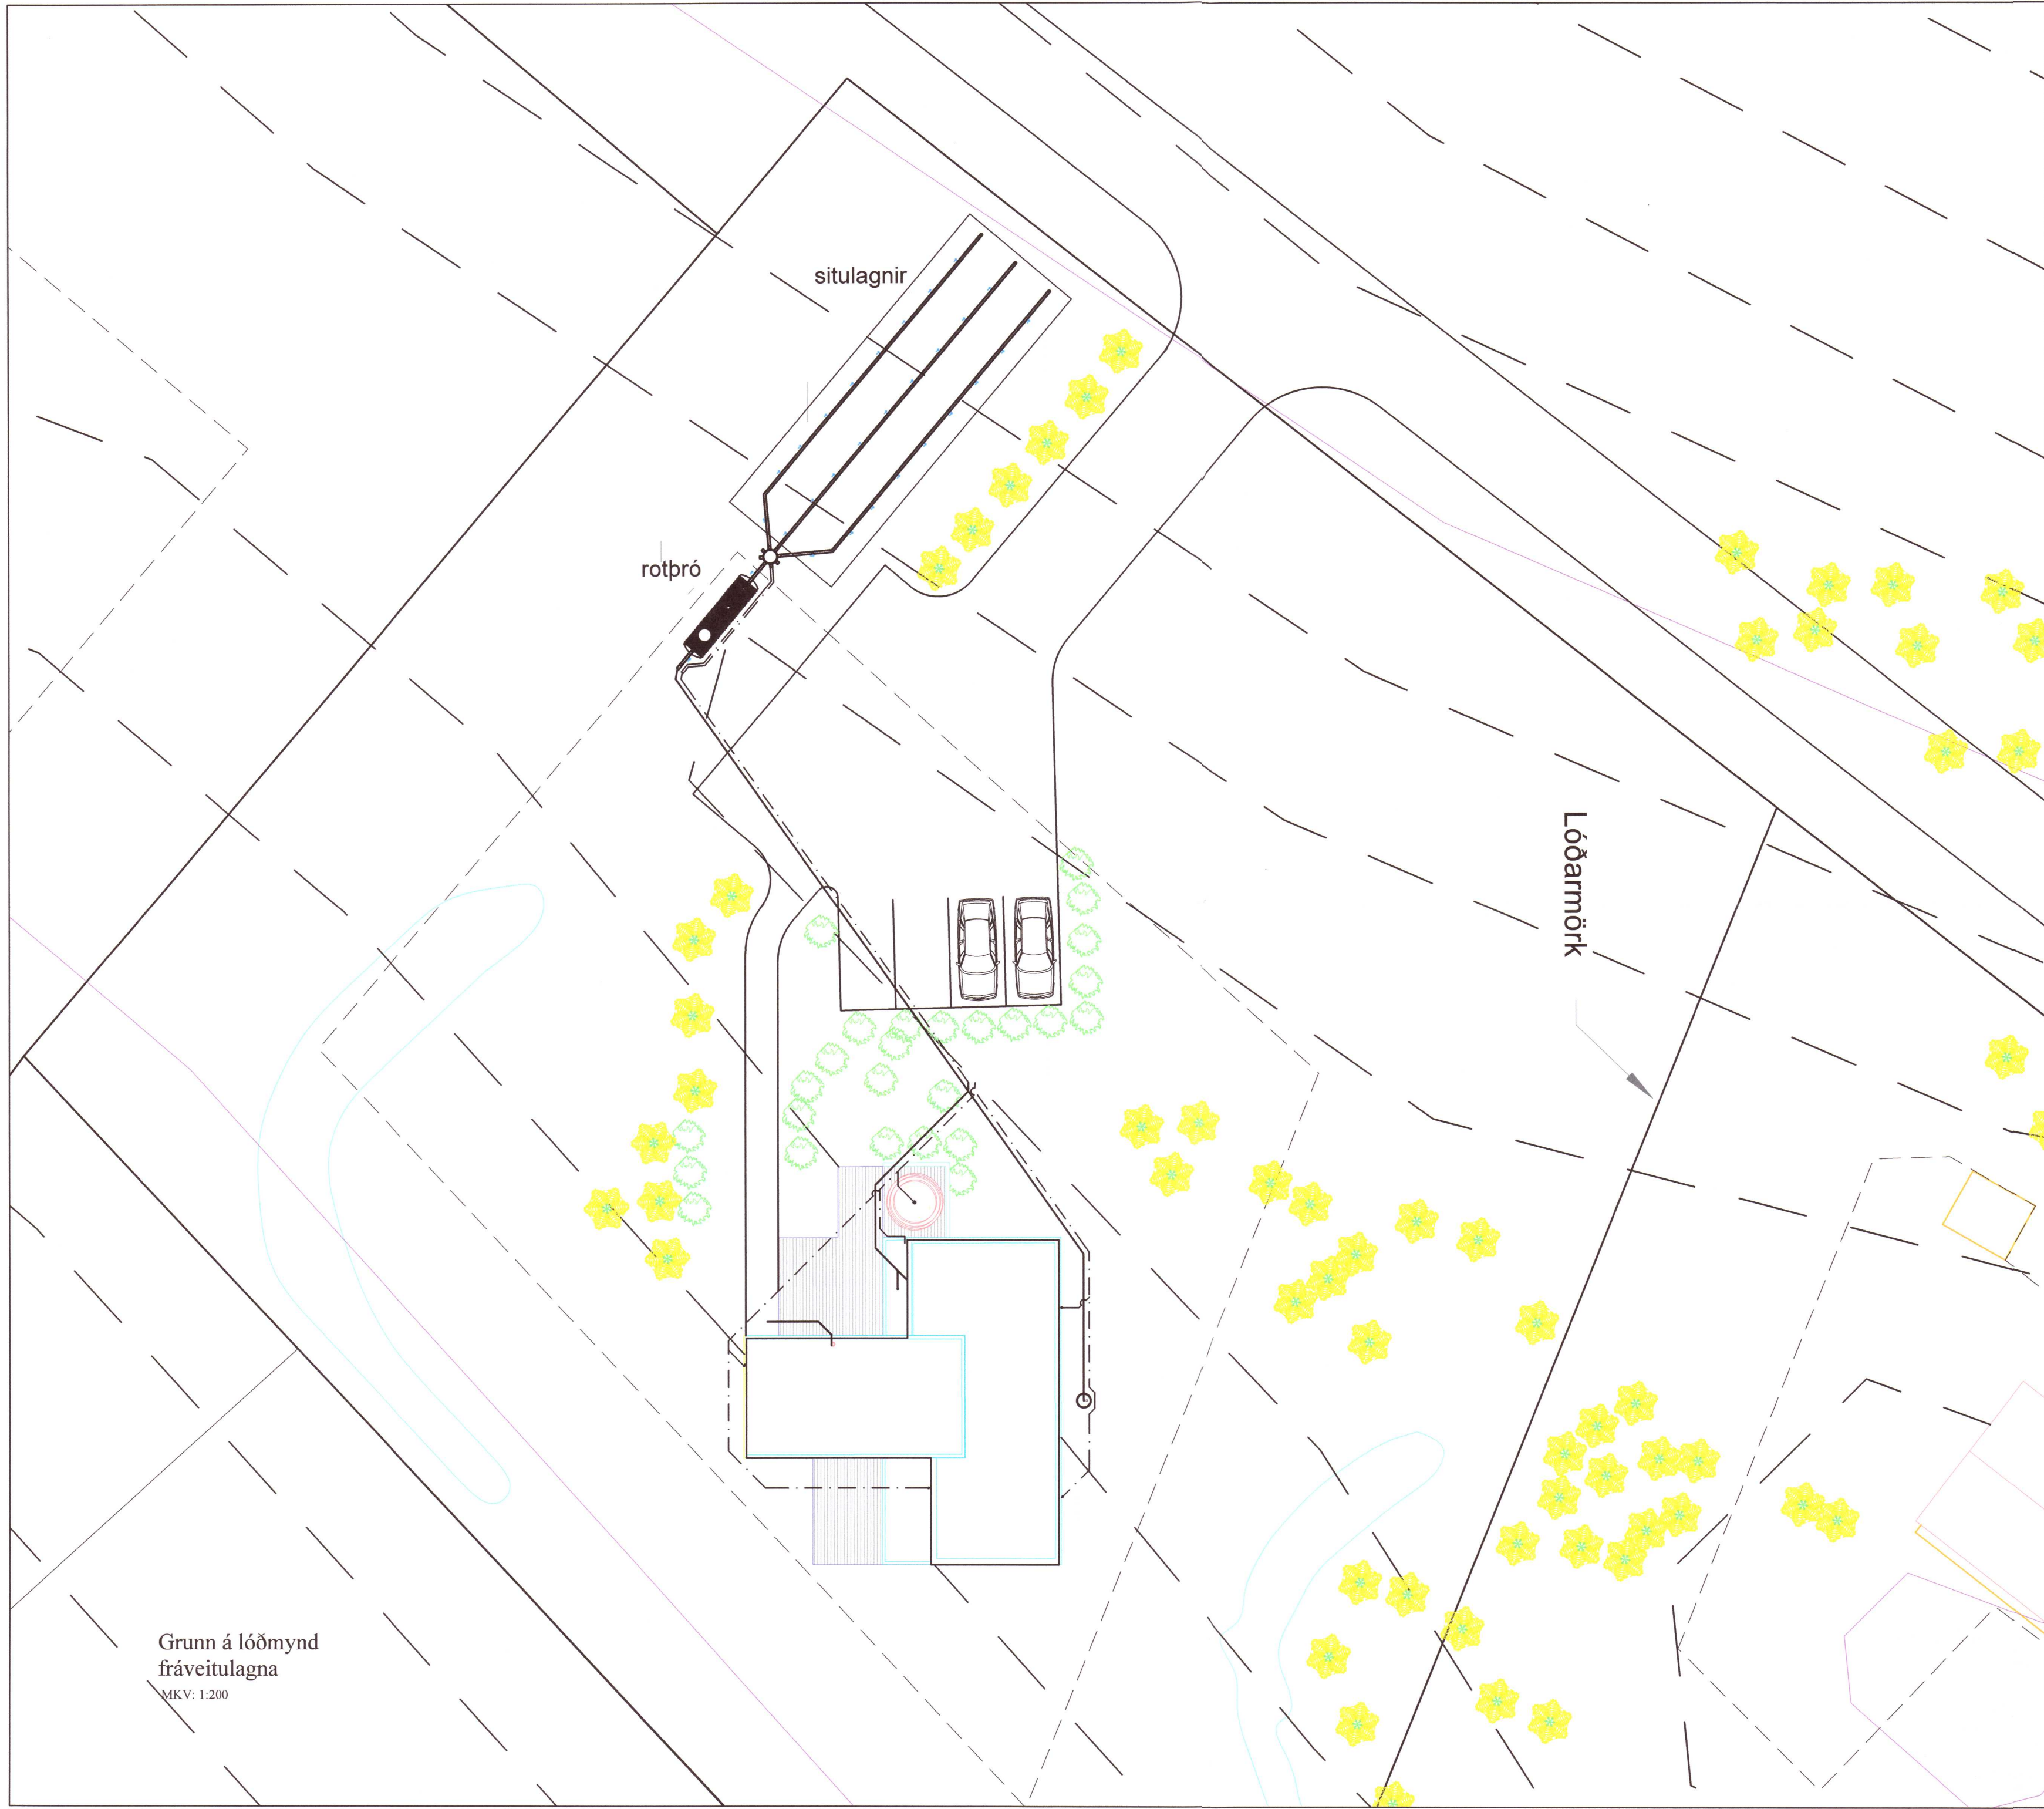 situlagnir
rotþró
Lóðarmörk
Grunn á lóðmynd
fráveitulagna
MKV: 1:200